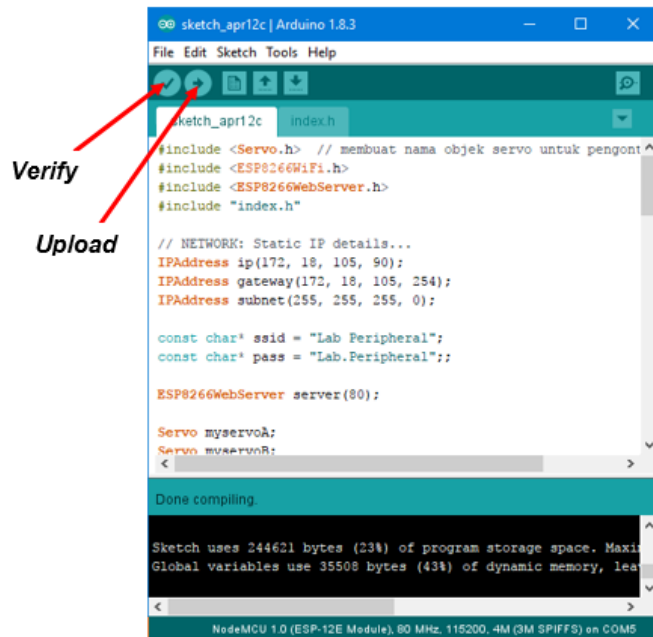 sketch_apr12c | Arduino 1.8.3
File Edit Sketch Tools Help
sketch_apr12c index.h
Verify
Upload
#include <Servo.h> // membuat nama objek servo untuk pengont
#include <ESP8266WiFi.h>
#include <ESP8266WebServer.h>
#include "index.h"
// NETWORK: Static IP details...
IPAddress ip(172, 18, 105, 90);
IPAddress gateway(172, 18, 105, 254);
IPAddress subnet(255, 255, 255, 0);
const char* ssid = "Lab Peripheral";
const char* pass = "Lab.Peripheral";;
ESP8266WebServer server(80);
Servo myservoA;
Servo myservoB;
Done compiling.
Sketch uses 244621 bytes (23%) of program storage space. Maxi
Global variables use 35508 bytes (43%) of dynamic memory, lea
NodeMCU 1.0 (ESP-12E Module), 80 MHz, 115200, 4M (3M SPIFFS) on COM5